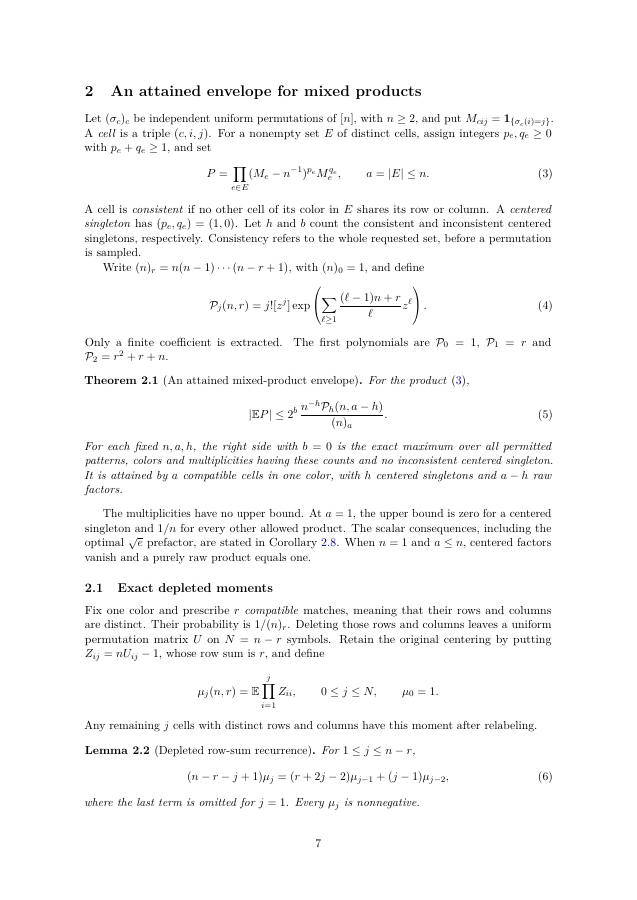 2 An attained envelope for mixed products
Let (σ_c)_c be independent uniform permutations of [n], with n ≥ 2, and put M_{cij} = 1_{{σ_c(i)=j}}.
A cell is a triple (c, i, j). For a nonempty set E of distinct cells, assign integers p_e, q_e ≥ 0
with p_e + q_e ≥ 1, and set
P = ∏_{e∈E} (M_e − n^{−1})^{p_e} M_e^{q_e}, a = |E| ≤ n. (3)
A cell is consistent if no other cell of its color in E shares its row or column. A centered
singleton has (p_e, q_e) = (1, 0). Let h and b count the consistent and inconsistent centered
singletons, respectively. Consistency refers to the whole requested set, before a permutation
is sampled.
Write (n)_r = n(n − 1) · · · (n − r + 1), with (n)_0 = 1, and define
𝒫_j(n, r) = j![z^j] exp ( ∑_{ℓ≥1} ((ℓ − 1)n + r)/ℓ z^ℓ ) . (4)
Only a finite coefficient is extracted. The first polynomials are 𝒫_0 = 1, 𝒫_1 = r and
𝒫_2 = r^2 + r + n.
Theorem 2.1 (An attained mixed-product envelope). For the product (3),
|𝔼P| ≤ 2^b n^{−h}𝒫_h(n, a − h)/(n)_a. (5)
For each fixed n, a, h, the right side with b = 0 is the exact maximum over all permitted
patterns, colors and multiplicities having these counts and no inconsistent centered singleton.
It is attained by a compatible cells in one color, with h centered singletons and a − h raw
factors.
The multiplicities have no upper bound. At a = 1, the upper bound is zero for a centered
singleton and 1/n for every other allowed product. The scalar consequences, including the
optimal √e prefactor, are stated in Corollary 2.8. When n = 1 and a ≤ n, centered factors
vanish and a purely raw product equals one.
2.1 Exact depleted moments
Fix one color and prescribe r compatible matches, meaning that their rows and columns
are distinct. Their probability is 1/(n)_r. Deleting those rows and columns leaves a uniform
permutation matrix U on N = n − r symbols. Retain the original centering by putting
Z_{ij} = nU_{ij} − 1, whose row sum is r, and define
μ_j(n, r) = 𝔼 ∏_{i=1}^{j} Z_{ii}, 0 ≤ j ≤ N, μ_0 = 1.
Any remaining j cells with distinct rows and columns have this moment after relabeling.
Lemma 2.2 (Depleted row-sum recurrence). For 1 ≤ j ≤ n − r,
(n − r − j + 1)μ_j = (r + 2j − 2)μ_{j−1} + (j − 1)μ_{j−2}, (6)
where the last term is omitted for j = 1. Every μ_j is nonnegative.
7